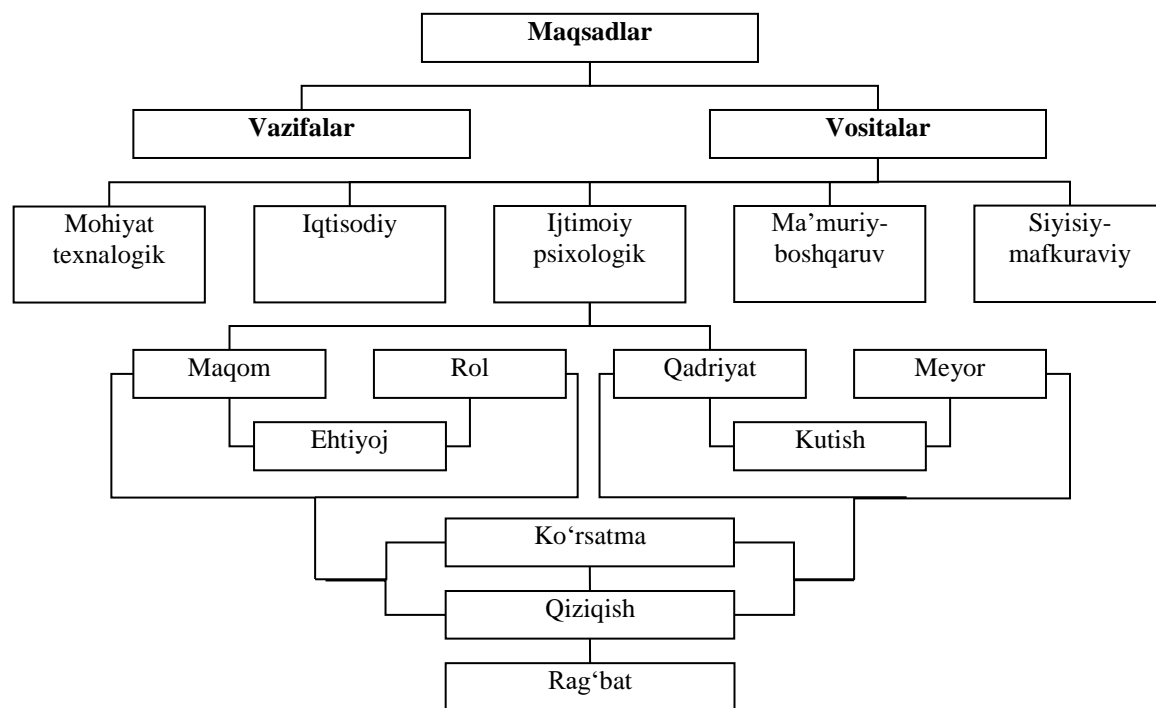 Maqsadlar
Vazifalar
Vositalar
Mohiyat
texnalogik
Iqtisodiy
Ijtimoiy
psixologik
Ma’muriy-
boshqaruv
Siyisiy-
mafkuraviy
Maqom
Rol
Qadriyat
Meyor
Ehtiyoj
Kutish
Ko‘rsatma
Qiziqish
Rag‘bat